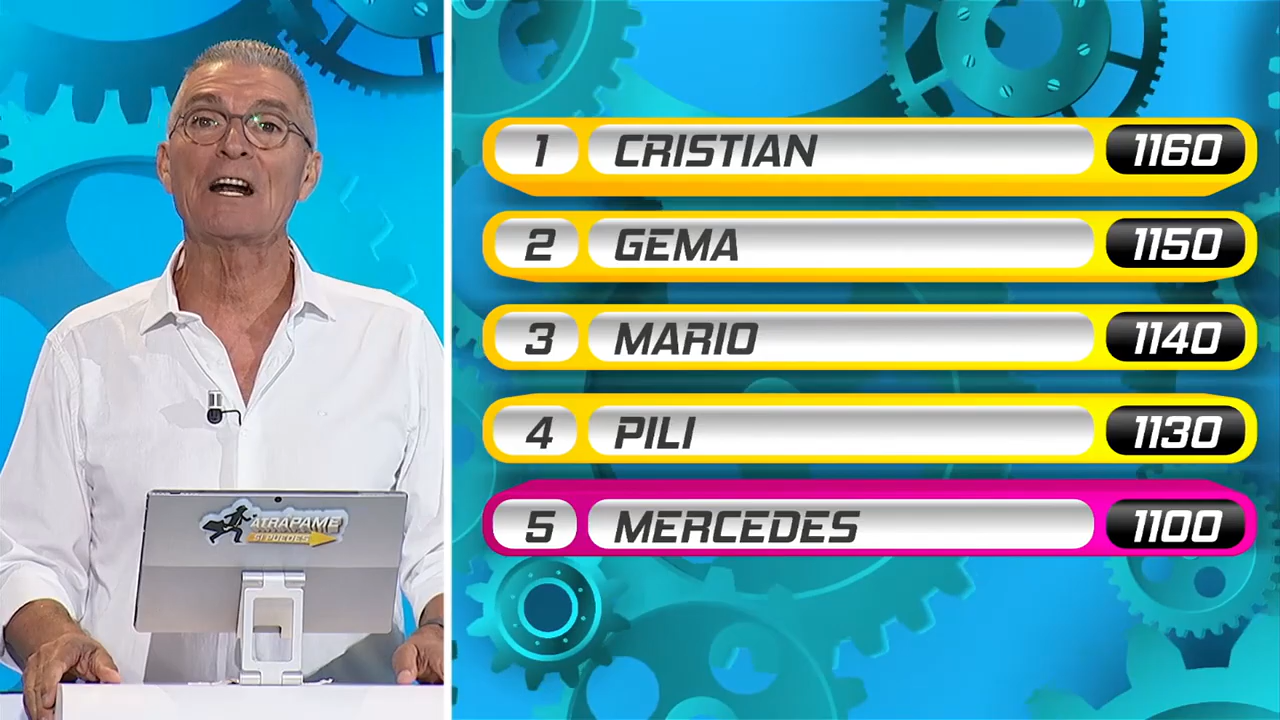 1 CRISTIAN 1160
2 GEMA 1150
3 MARIO 1140
4 PILI 1130
5 MERCEDES 1100
ATRÁPAME
SI PUEDES